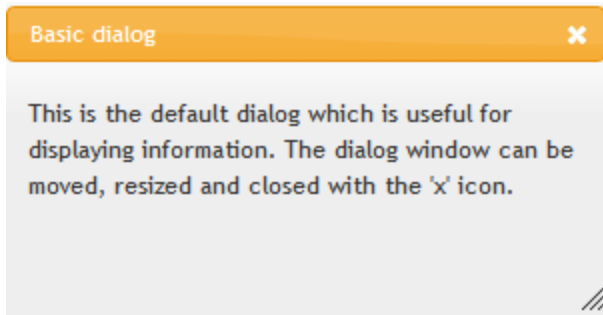 Basic dialog
This is the default dialog which is useful for
displaying information. The dialog window can be
moved, resized and closed with the 'x' icon.